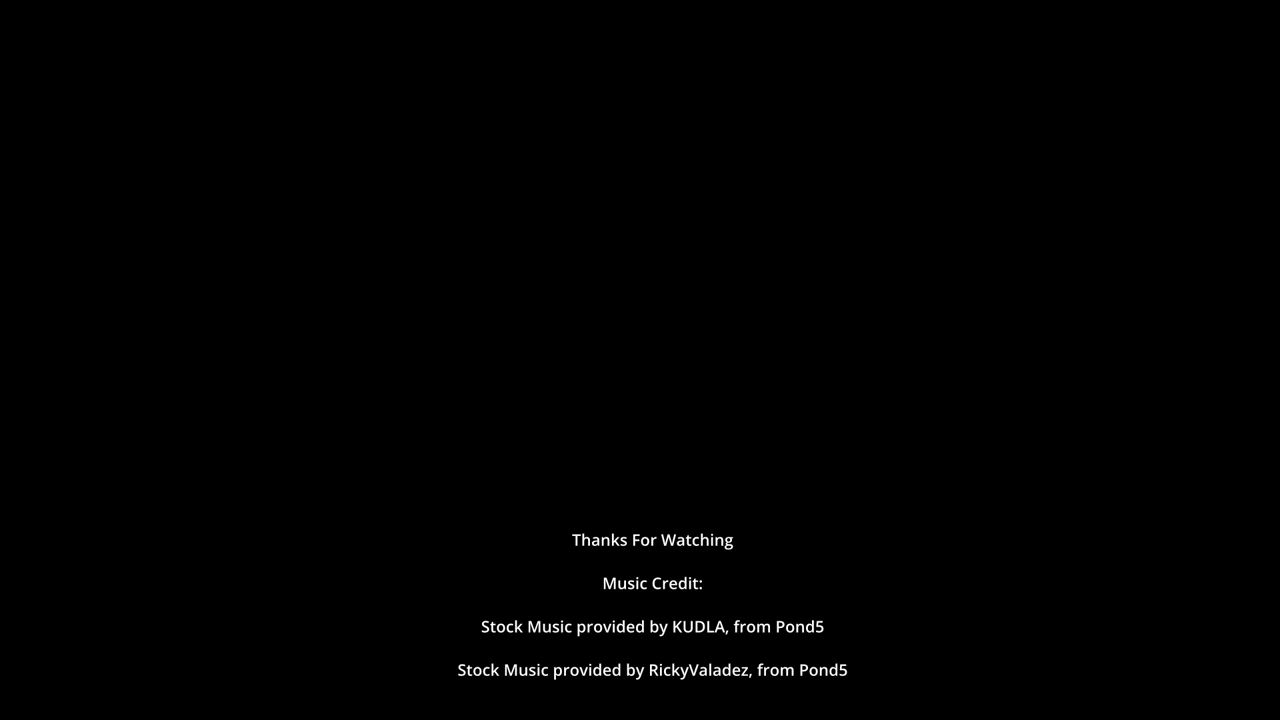 Thanks For Watching
Music Credit:
Stock Music provided by KUDLA, from Pond5
Stock Music provided by RickyValadez, from Pond5